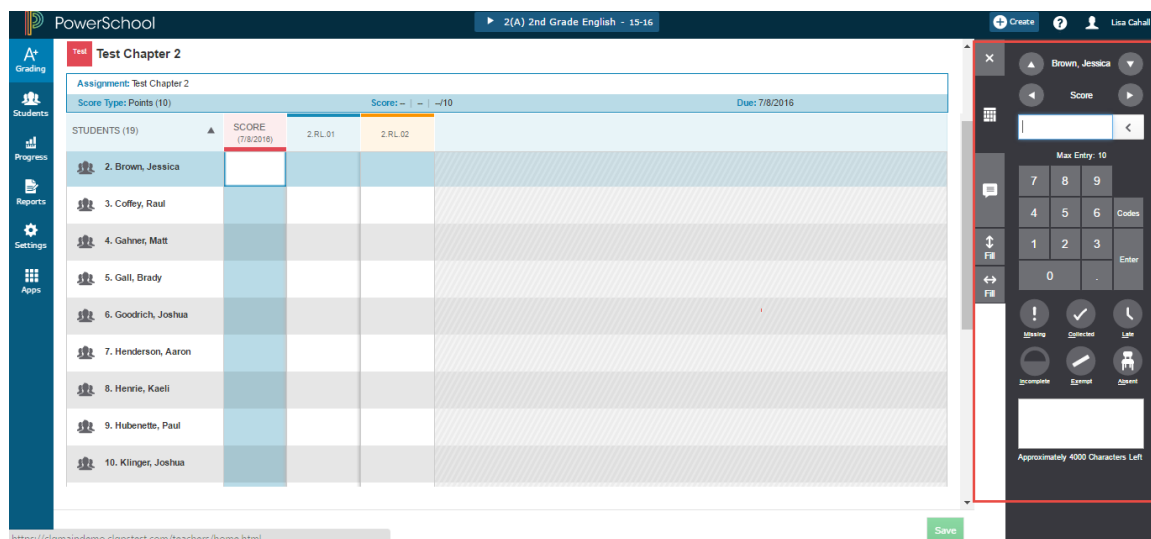 PowerSchool
2(A) 2nd Grade English - 15-16
Create
?
Lisa Cahall
A+
Grading
Students
Progress
Reports
Settings
Apps
Test
Test Chapter 2
Assignment: Test Chapter 2
Score Type: Points (10)
Score: -- | -- | --/10
Due: 7/8/2016
STUDENTS (19)
SCORE
(7/8/2016)
2.RL.01
2.RL.02
2. Brown, Jessica
3. Coffey, Raul
4. Gahner, Matt
5. Gall, Brady
6. Goodrich, Joshua
7. Henderson, Aaron
8. Henrie, Kaeli
9. Hubenette, Paul
10. Klinger, Joshua
Save
Fill
Fill
Brown, Jessica
Score
Max Entry: 10
7 8 9
4 5 6 Codes
1 2 3 Enter
0 .
Missing Collected Late
Incomplete Exempt Absent
Approximately 4000 Characters Left